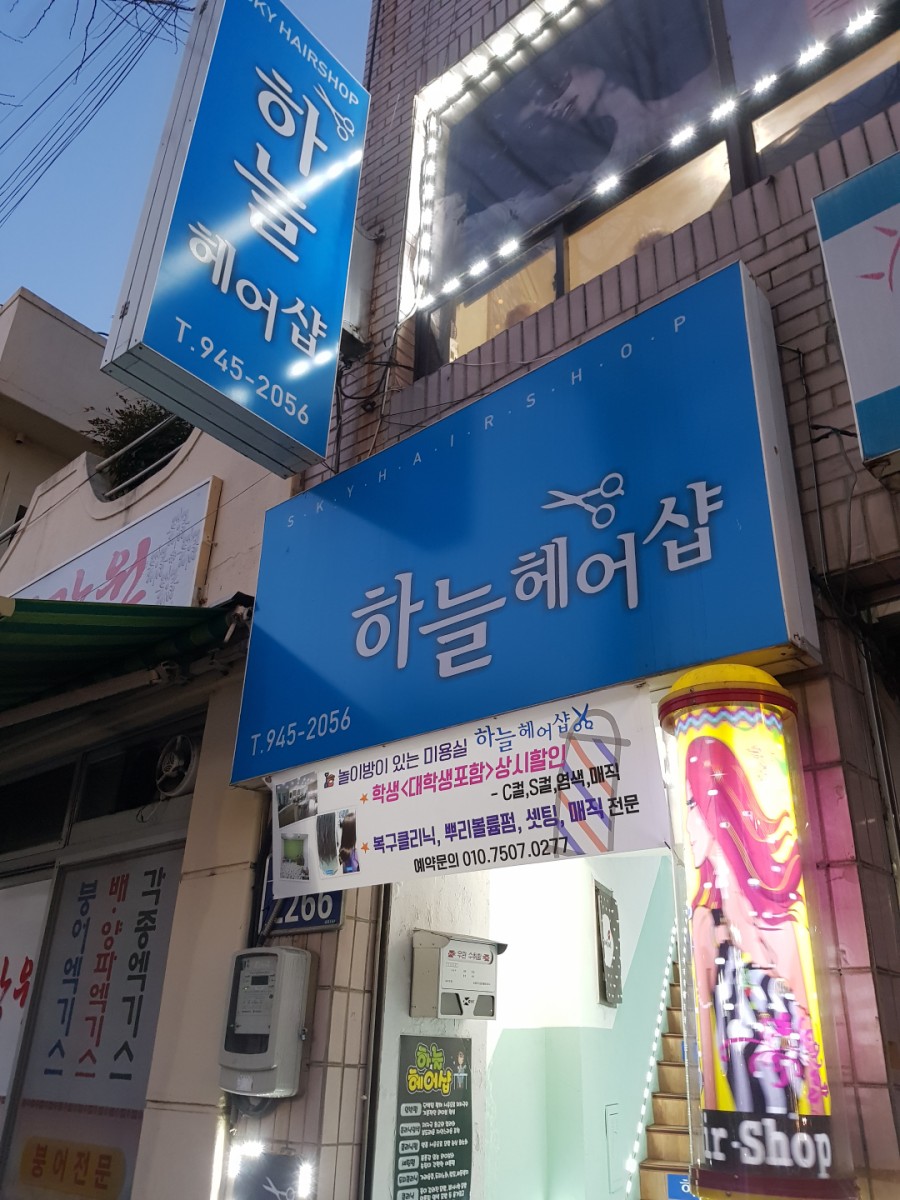 SKY HAIRSHOP
하늘
헤어샵
T.945-2056
S·K·Y·H·A·I·R·S·H·O·P
하늘 헤어샵
T.945-2056
놀이방이 있는 미용실 하늘 헤어샵
학생<대학생포함>상시할인
- C컬,S컬,염색,매직
복구클리닉, 뿌리볼륨펌, 셋팅, 매직 전문
예약문의 010.7507.0277
2266
각종엑기스
배·양파엑기스
붕어엑기스
붕어전문
하늘
헤어샵
ir-Shop